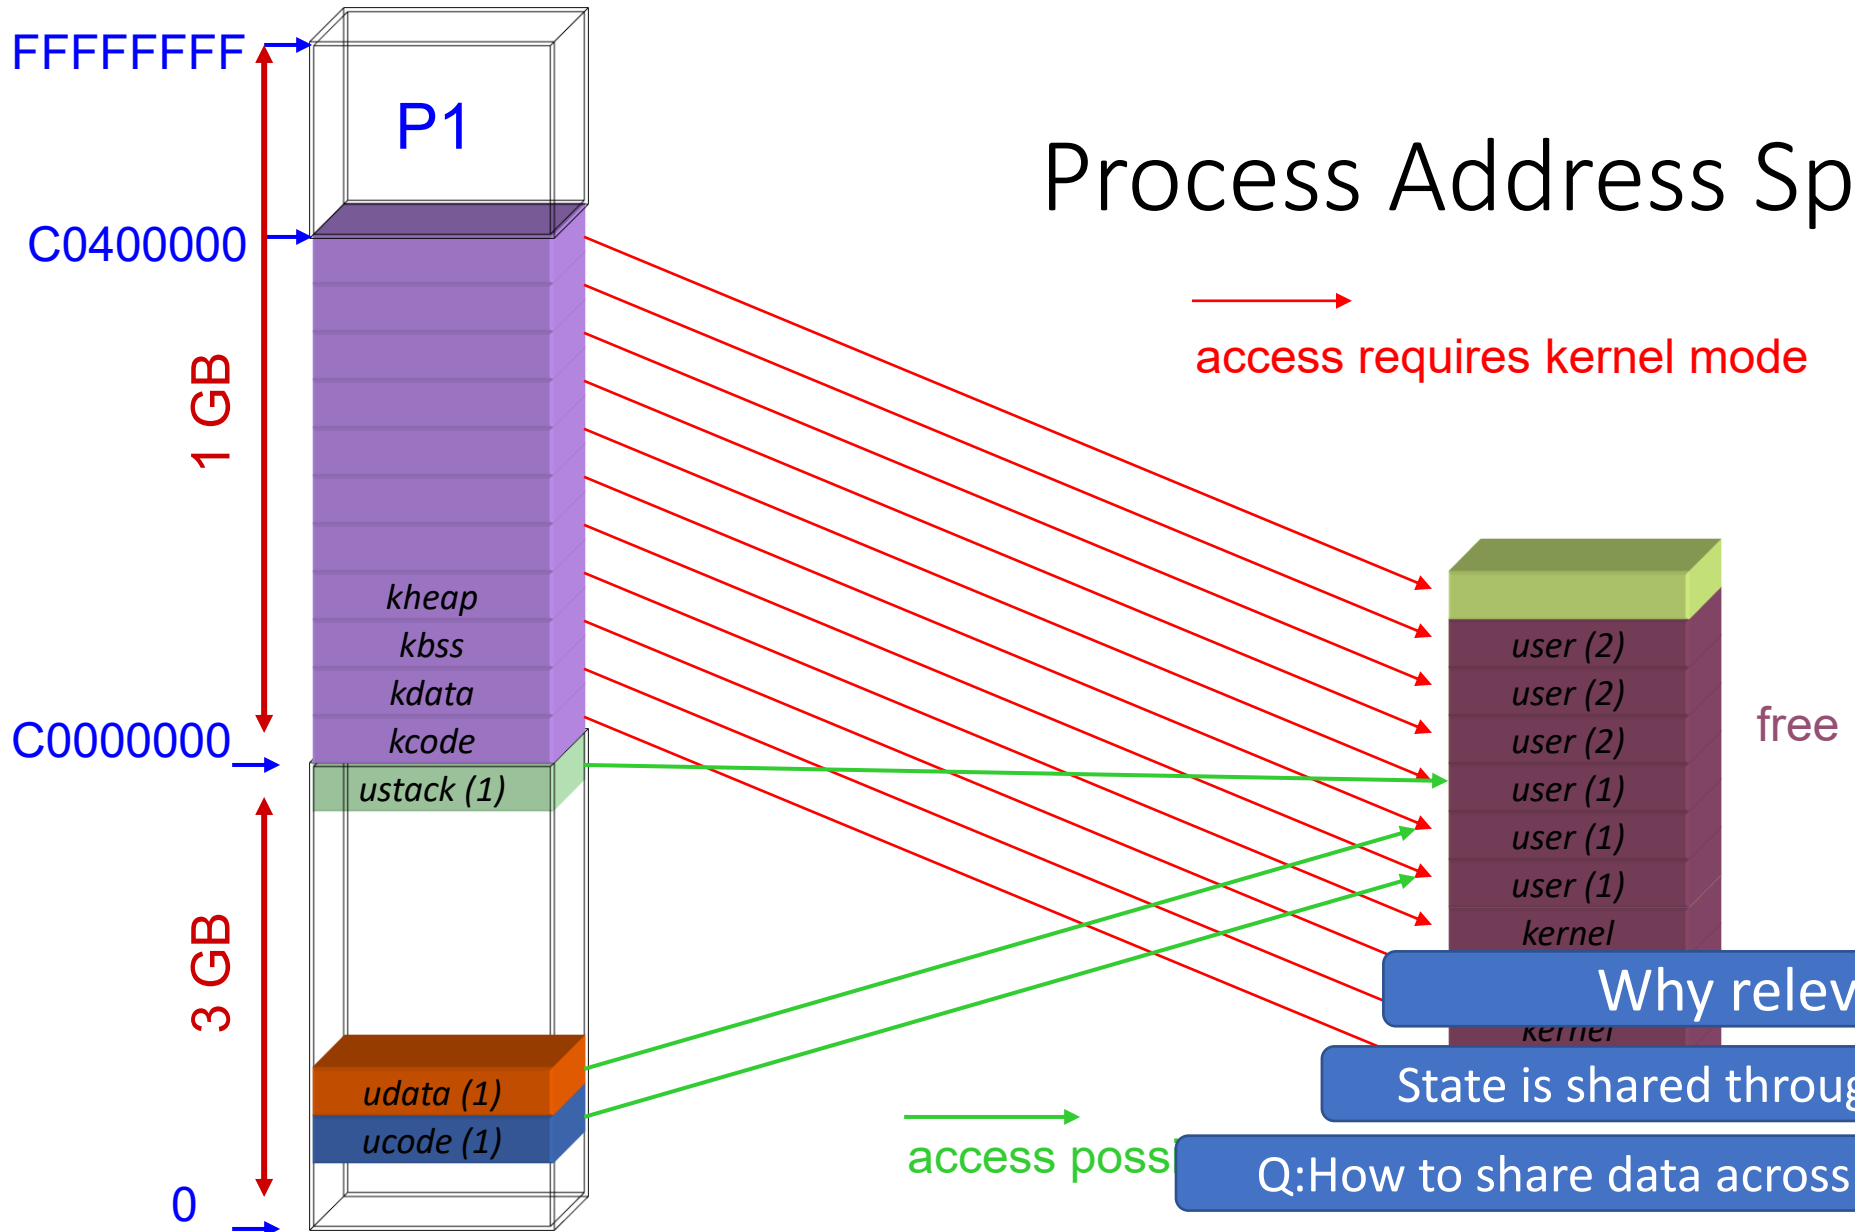 FFFFFFFF
P1
Process Address Sp
C0400000
access requires kernel mode
1 GB
kheap
kbss
kdata
kcode
C0000000
ustack (1)
user (2)
user (2)
user (2)
free
user (1)
user (1)
user (1)
kernel
3 GB
Why relev
kernel
State is shared throug
udata (1)
ucode (1)
access possi
Q:How to share data across
0